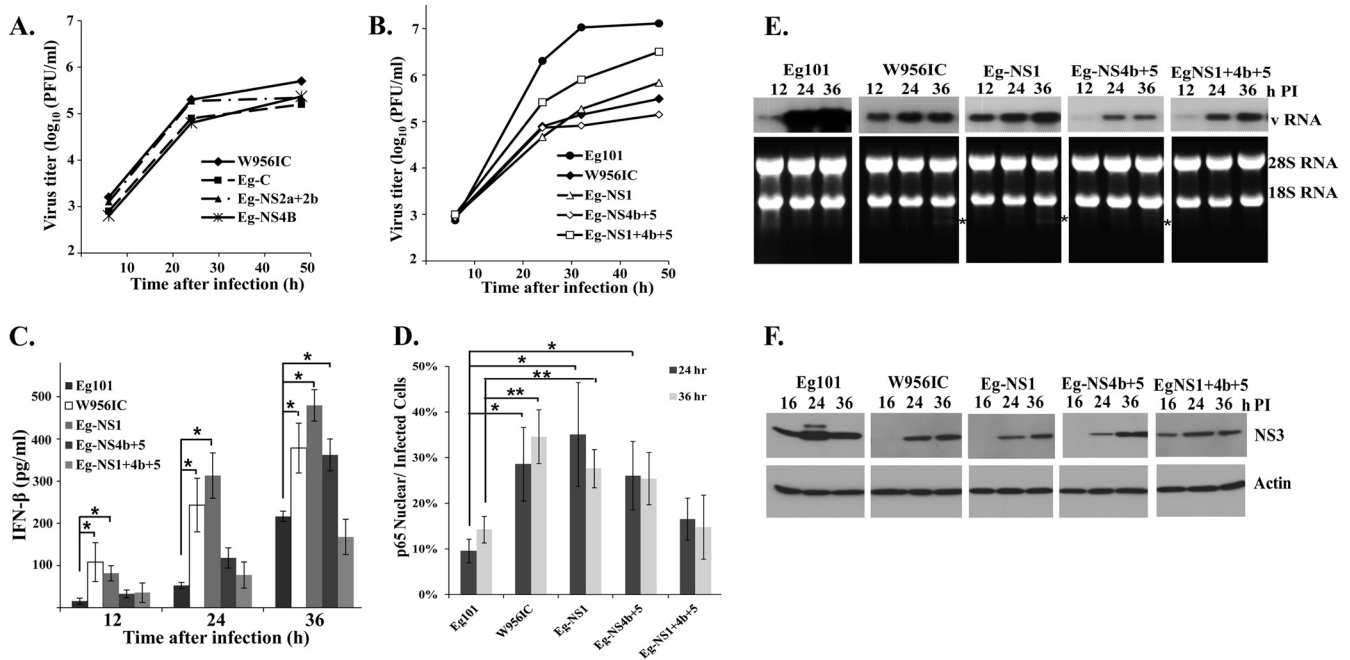 A.
Virus titer (log10 (PFU/ml)
7
6
5
4
3
2
10
20
30
40
50
Time after infection (h)
W956IC
Eg-C
Eg-NS2a+2b
Eg-NS4B
B.
Virus titer (log10 (PFU/ml)
7
6
5
4
3
2
10
20
30
40
50
Time after infection (h)
Eg101
W956IC
Eg-NS1
Eg-NS4b+5
Eg-NS1+4b+5
E.
Eg101 W956IC Eg-NS1 Eg-NS4b+5 EgNS1+4b+5
12 24 36 12 24 36 12 24 36 12 24 36 12 24 36 h PI
v RNA
28S RNA
18S RNA
* * *
C.
IFN-β (pg/ml)
500
400
300
200
100
Eg101
W956IC
Eg-NS1
Eg-NS4b+5
Eg-NS1+4b+5
* * * * * * *
12 24 36
Time after infection (h)
D.
p65 Nuclear/ Infected Cells
50%
40%
30%
20%
10%
0%
24 hr
36 hr
*
*
**
**
*
Eg101
W956IC
Eg-NS1
Eg-NS4b+5
Eg-NS1+4b+5
F.
Eg101 W956IC Eg-NS1 Eg-NS4b+5 EgNS1+4b+5
16 24 36 16 24 36 16 24 36 16 24 36 16 24 36 h PI
NS3
Actin